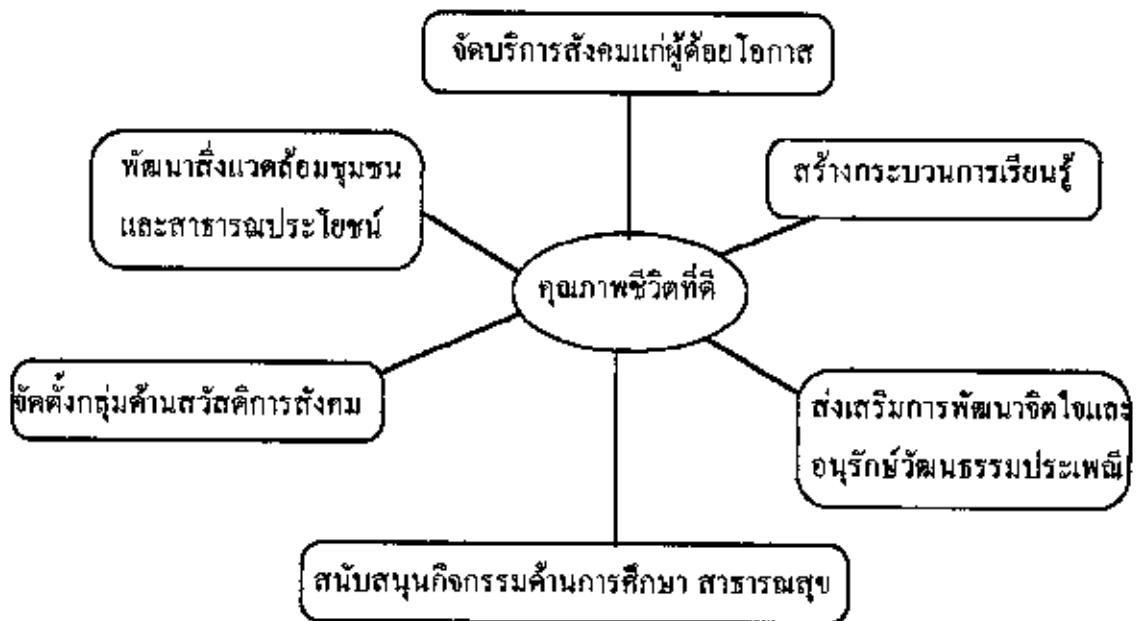 จัดบริการสังคมแก่ผู้ด้อยโอกาส
พัฒนาสิ่งแวดล้อมชุมชน
และสาธารณประโยชน์
สร้างกระบวนการเรียนรู้
คุณภาพชีวิตที่ดี
จัดตั้งกลุ่มด้านสวัสดิการสังคม
ส่งเสริมการพัฒนาจิตใจและ
อนุรักษ์วัฒนธรรมประเพณี
สนับสนุนกิจกรรมด้านการศึกษา สาธารณสุข